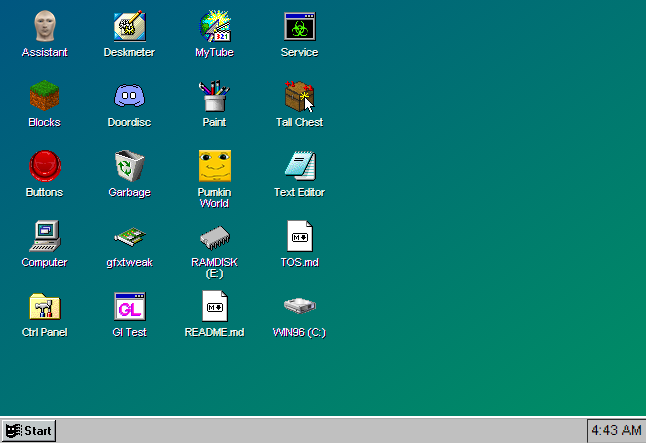 Assistant
Deskmeter
MyTube
Service
Blocks
Doordisc
Paint
Tall Chest
Buttons
Garbage
Pumkin
World
Text Editor
Computer
gfxtweak
RAMDISK
(E:)
TOS.md
Ctrl Panel
Gl Test
README.md
WIN96 (C:)
Start
4:43 AM